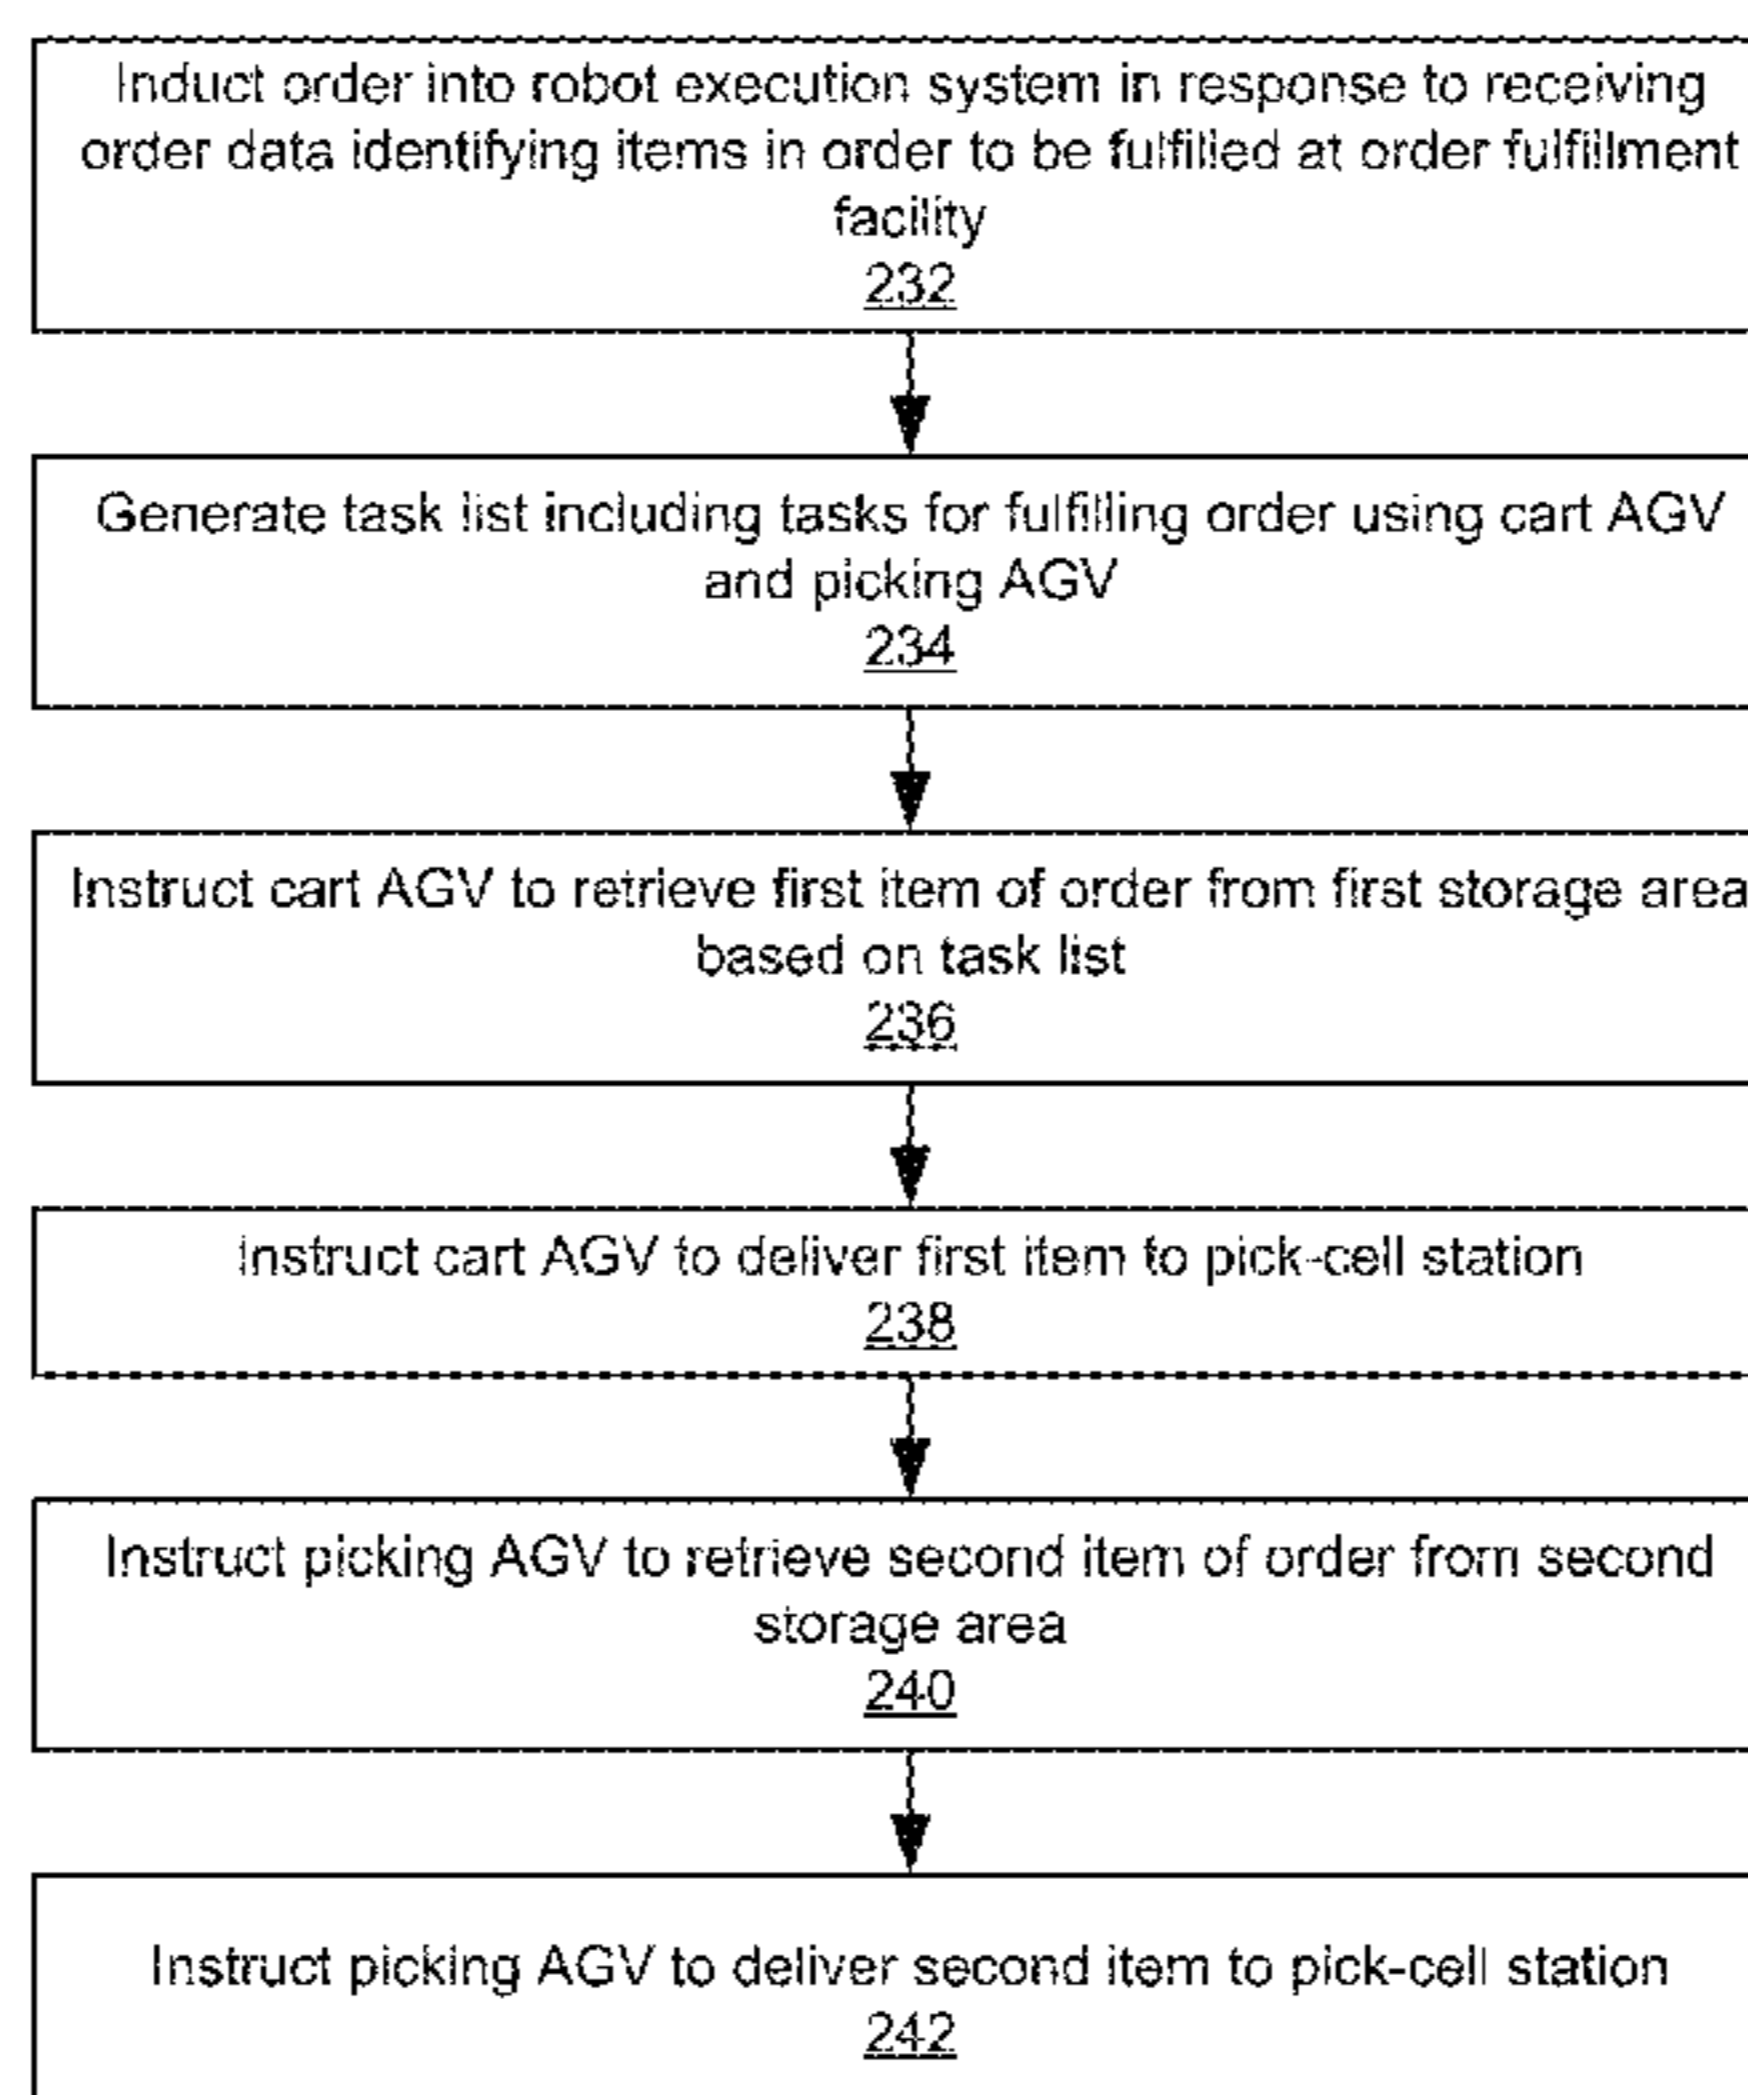 Induct order into robot execution system in response to receiving
order data identifying items in order to be fulfilled at order fulfillment
facility
232
Generate task list including tasks for fulfilling order using cart AGV
and picking AGV
234
Instruct cart AGV to retrieve first item of order from first storage area
based on task list
236
Instruct cart AGV to deliver first item to pick-cell station
238
Instruct picking AGV to retrieve second item of order from second
storage area
240
Instruct picking AGV to deliver second item to pick-cell station
242